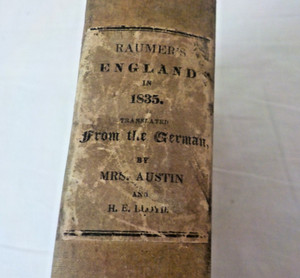 RAUMER'S
ENGLAND
IN
1835.
TRANSLATED
From the German,
BY
MRS. AUSTIN
AND
H. E. LLOYD.